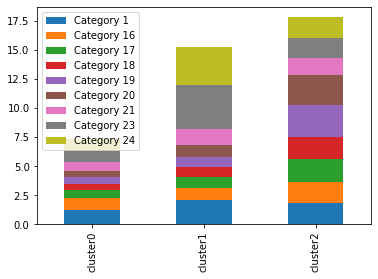 17.5
15.0
12.5
10.0
7.5
5.0
2.5
0.0
Category 1
Category 16
Category 17
Category 18
Category 19
Category 20
Category 22
Category 23
Category 24
cluster0
cluster1
cluster2